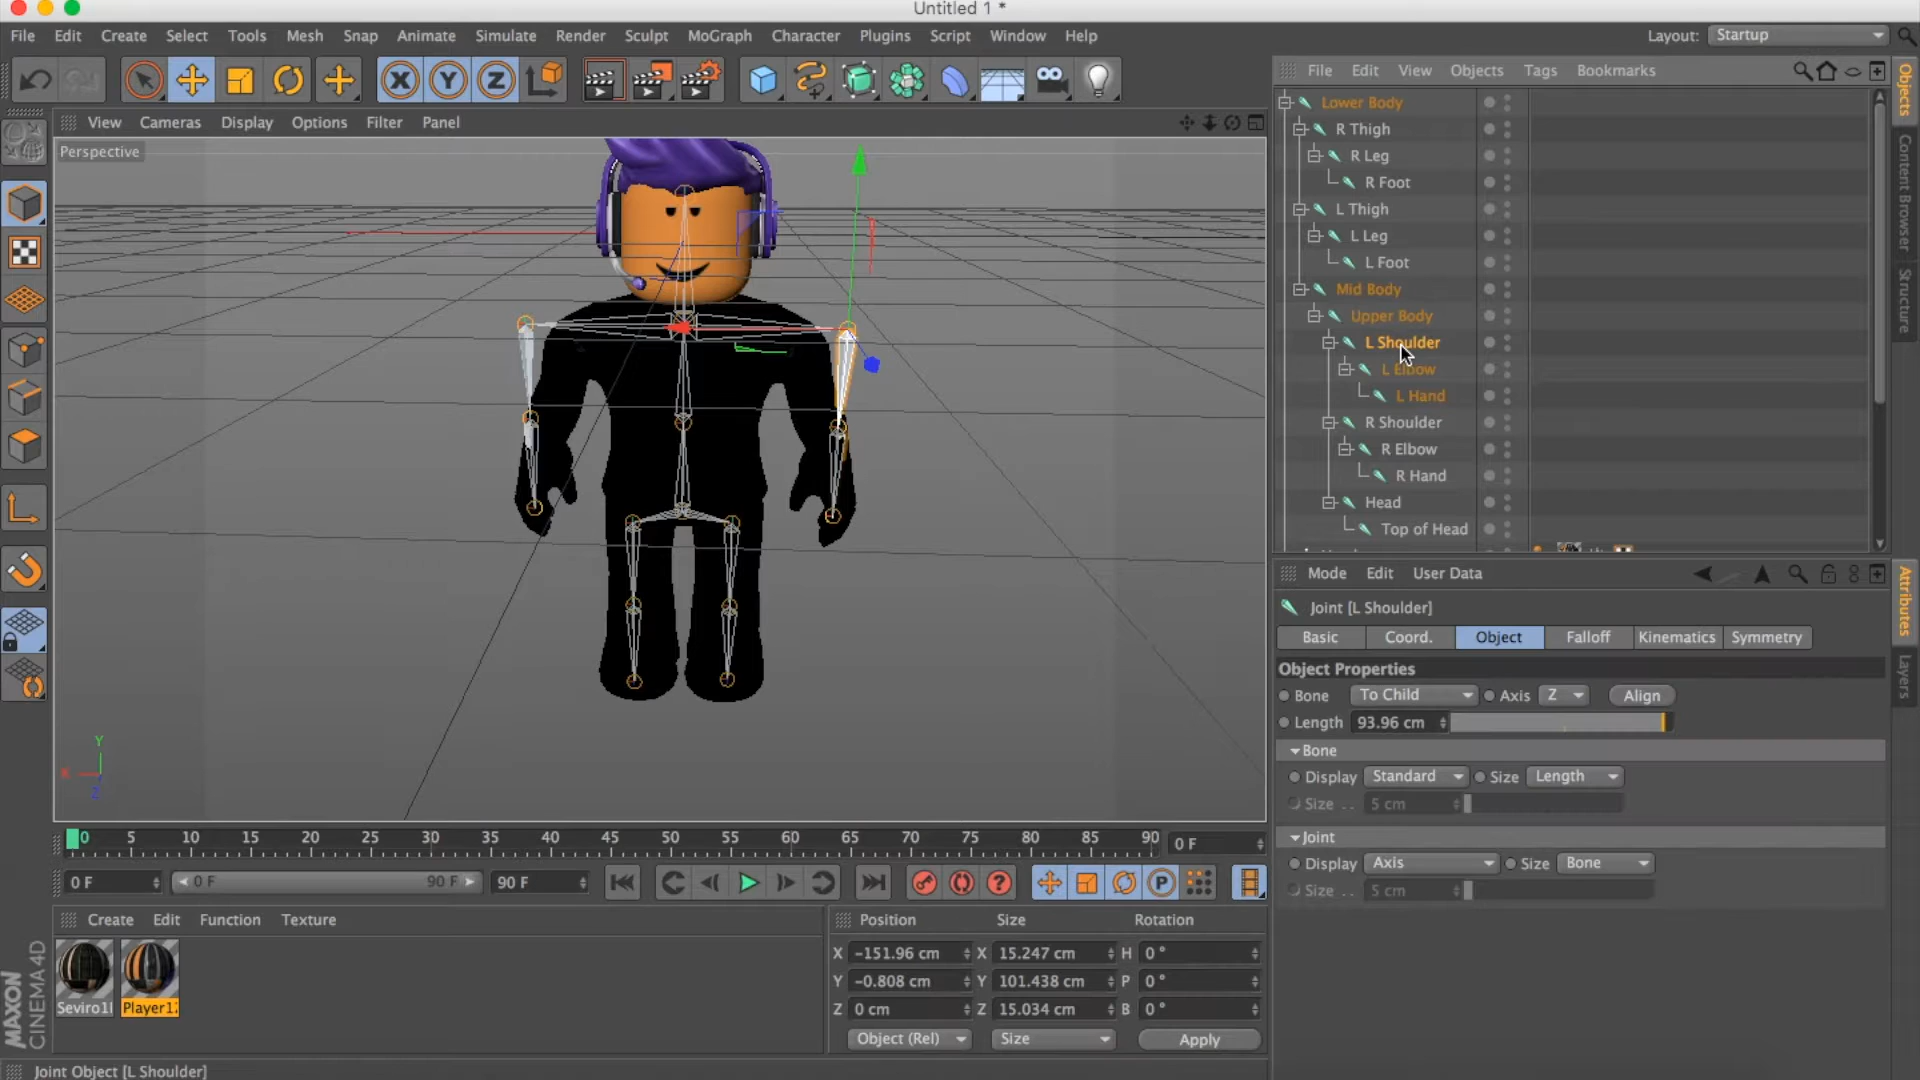 Untitled 1 *
File Edit Create Select Tools Mesh Snap Animate Simulate Render Sculpt MoGraph Character Plugins Script Window Help Layout: Startup
File Edit View Objects Tags Bookmarks
View Cameras Display Options Filter Panel
Perspective
Lower Body
R Thigh
R Leg
R Foot
L Thigh
L Leg
L Foot
Mid Body
Upper Body
L Shoulder
L Elbow
L Hand
R Shoulder
R Elbow
R Hand
Head
Top of Head
Objects
Content Browser
Structure
Mode Edit User Data
Joint [L Shoulder]
Basic Coord. Object Falloff Kinematics Symmetry
Object Properties
Bone To Child Axis Z Align
Length 93.96 cm
Bone
Display Standard Size Length
Size . . 5 cm
Joint
Display Axis Size Bone
Size . . 5 cm
Attributes
Layers
Y
X
Z
0 5 10 15 20 25 30 35 40 45 50 55 60 65 70 75 80 85 90 0 F
0 F 0 F 90 F 90 F
P
Create Edit Function Texture
Position Size Rotation
X -151.96 cm X 15.247 cm H 0 °
Y -0.808 cm Y 101.438 cm P 0 °
Z 0 cm Z 15.034 cm B 0 °
Object (Rel) Size Apply
Player1
MAXON
CINEMA 4D
Joint Object [L Shoulder]